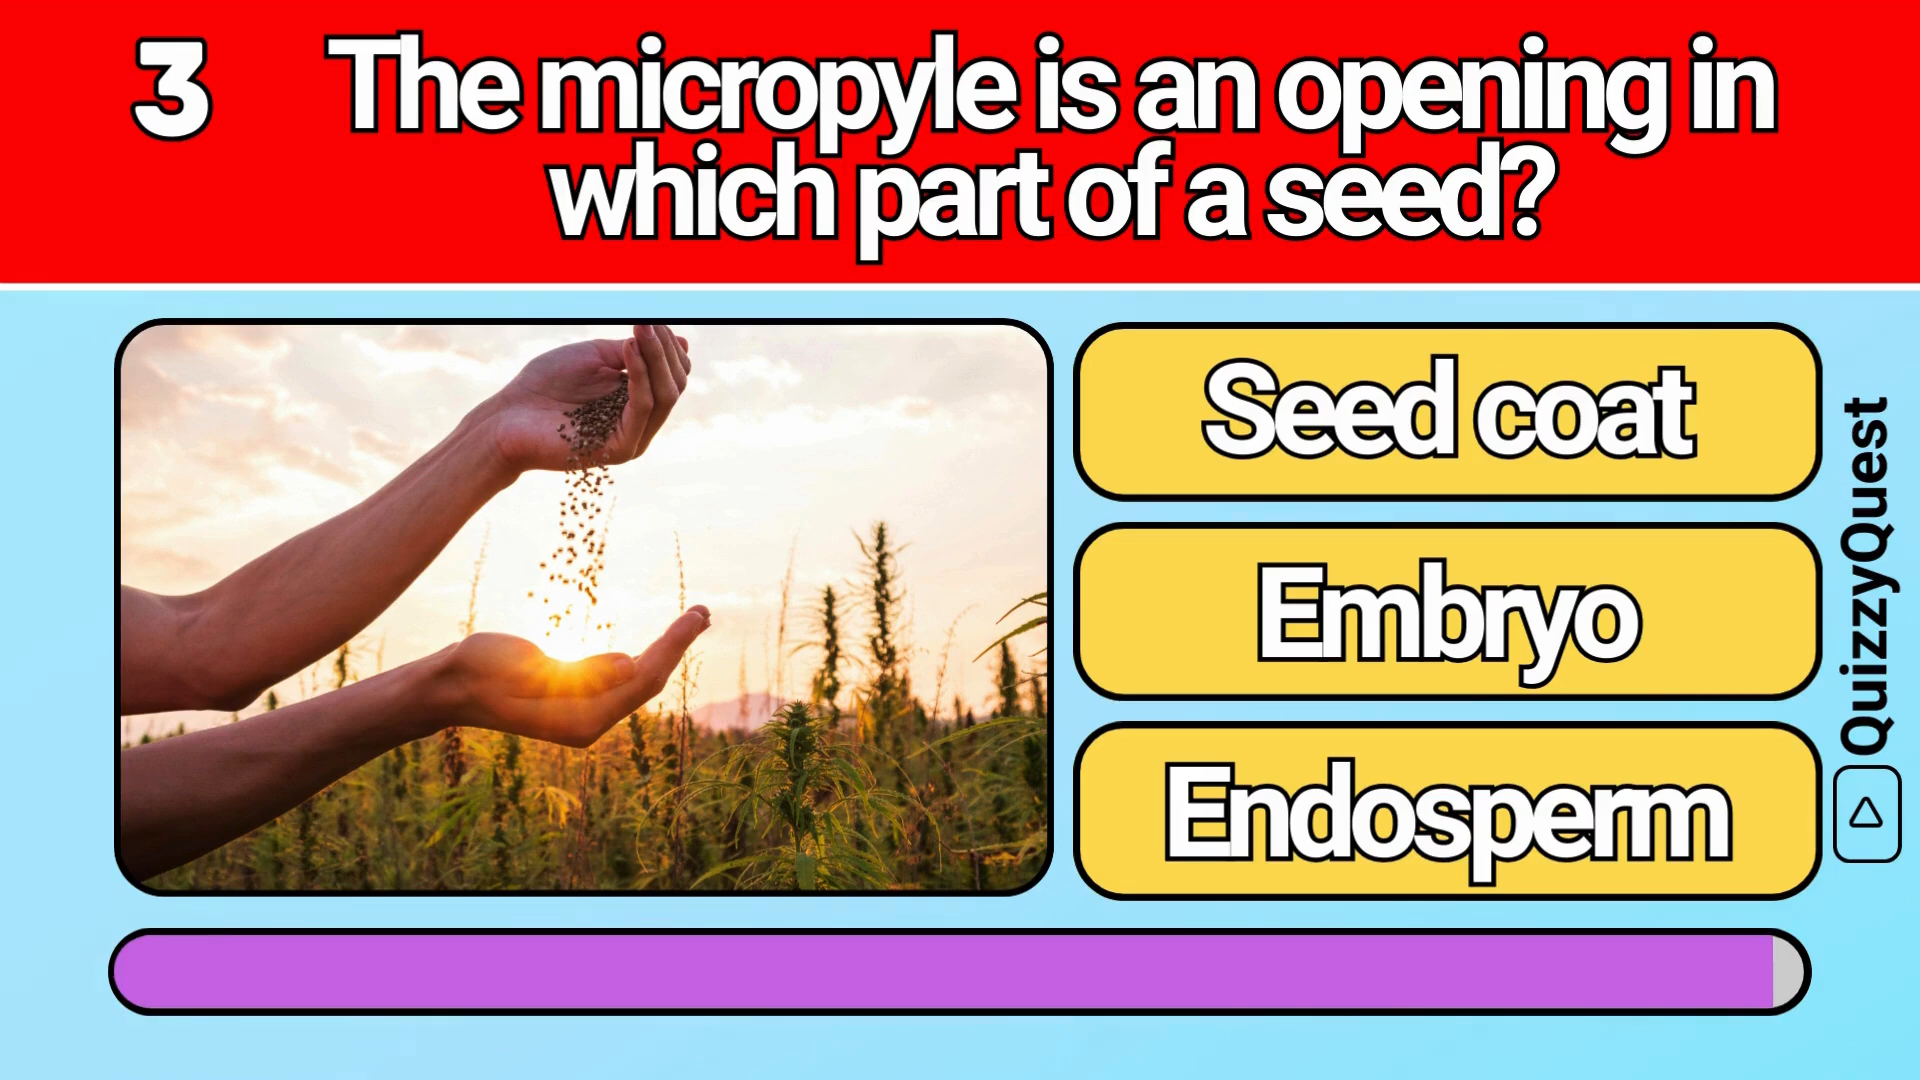 3
The micropyle is an opening in
which part of a seed?
Seed coat
Embryo
Endosperm
QuizzyQuest